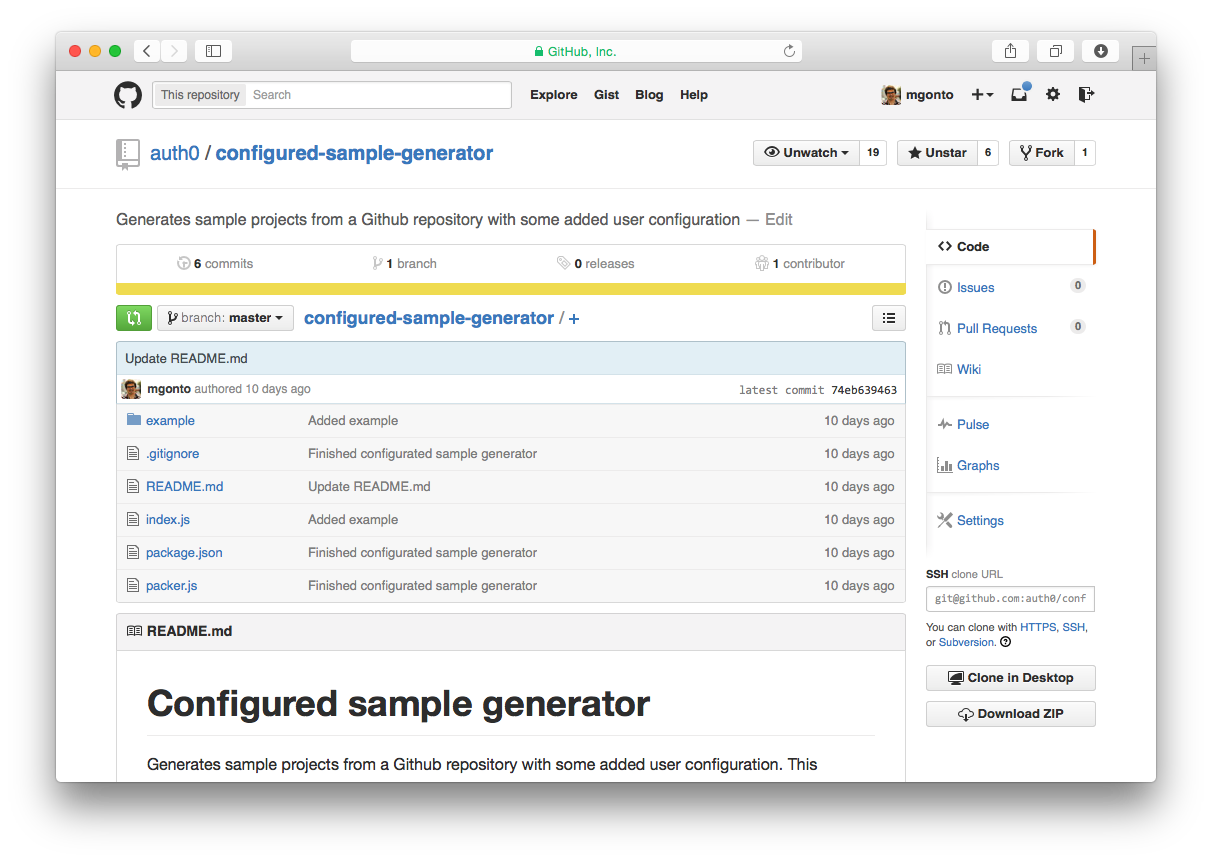 GitHub, Inc.
This repository Search Explore Gist Blog Help mgonto
auth0 / configured-sample-generator Unwatch 19 Unstar 6 Fork 1
Generates sample projects from a Github repository with some added user configuration — Edit
6 commits 1 branch 0 releases 1 contributor
branch: master configured-sample-generator / +
Update README.md
mgonto authored 10 days ago latest commit 74eb639463
example Added example 10 days ago
.gitignore Finished configurated sample generator 10 days ago
README.md Update README.md 10 days ago
index.js Added example 10 days ago
package.json Finished configurated sample generator 10 days ago
packer.js Finished configurated sample generator 10 days ago
README.md
Configured sample generator
Generates sample projects from a Github repository with some added user configuration. This
Code
Issues 0
Pull Requests 0
Wiki
Pulse
Graphs
Settings
SSH clone URL
git@github.com:auth0/conf
You can clone with HTTPS, SSH,
or Subversion.
Clone in Desktop
Download ZIP